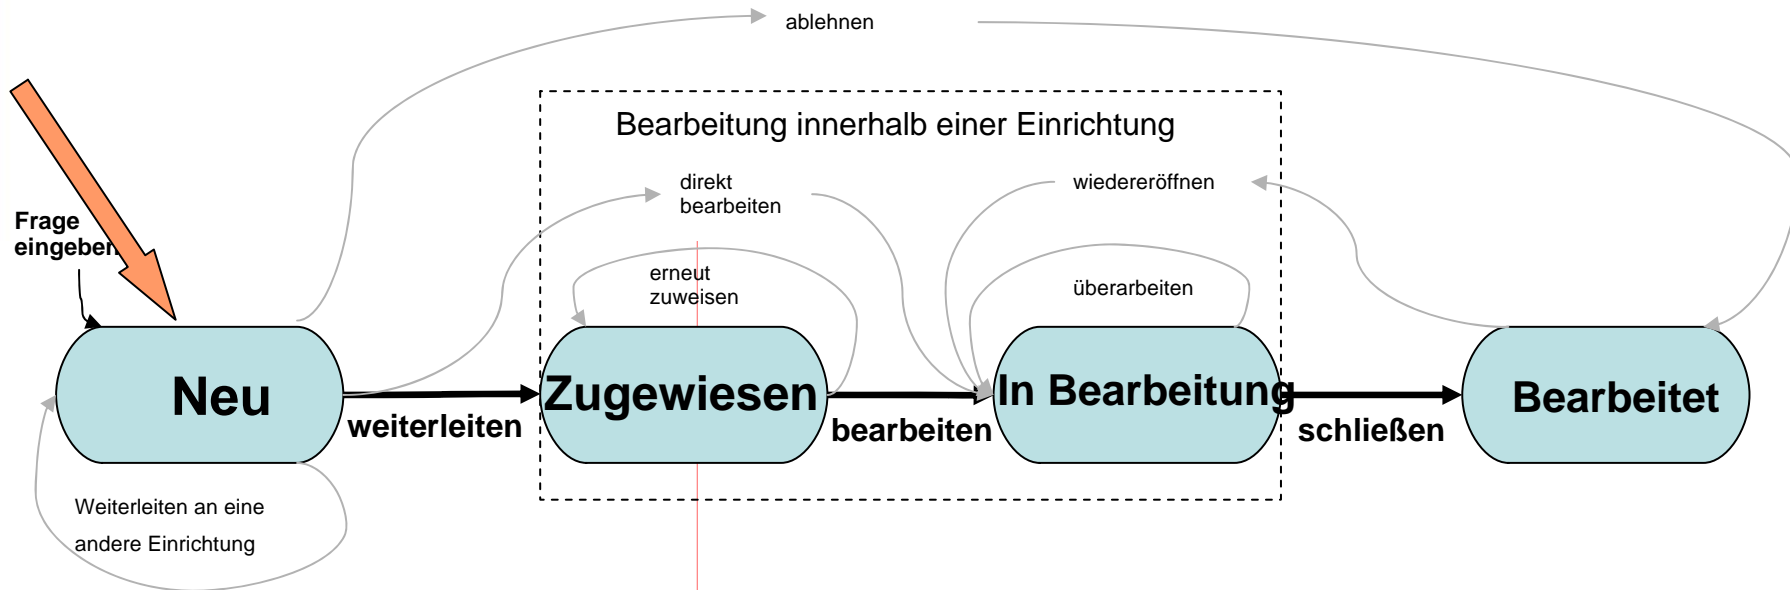 ablehnen
Bearbeitung innerhalb einer Einrichtung
direkt
bearbeiten
wiedereröffnen
Frage
eingeben
erneut
zuweisen
überarbeiten
Neu
weiterleiten
Zugewiesen
bearbeiten
In Bearbeitung
schließen
Bearbeitet
Weiterleiten an eine
andere Einrichtung